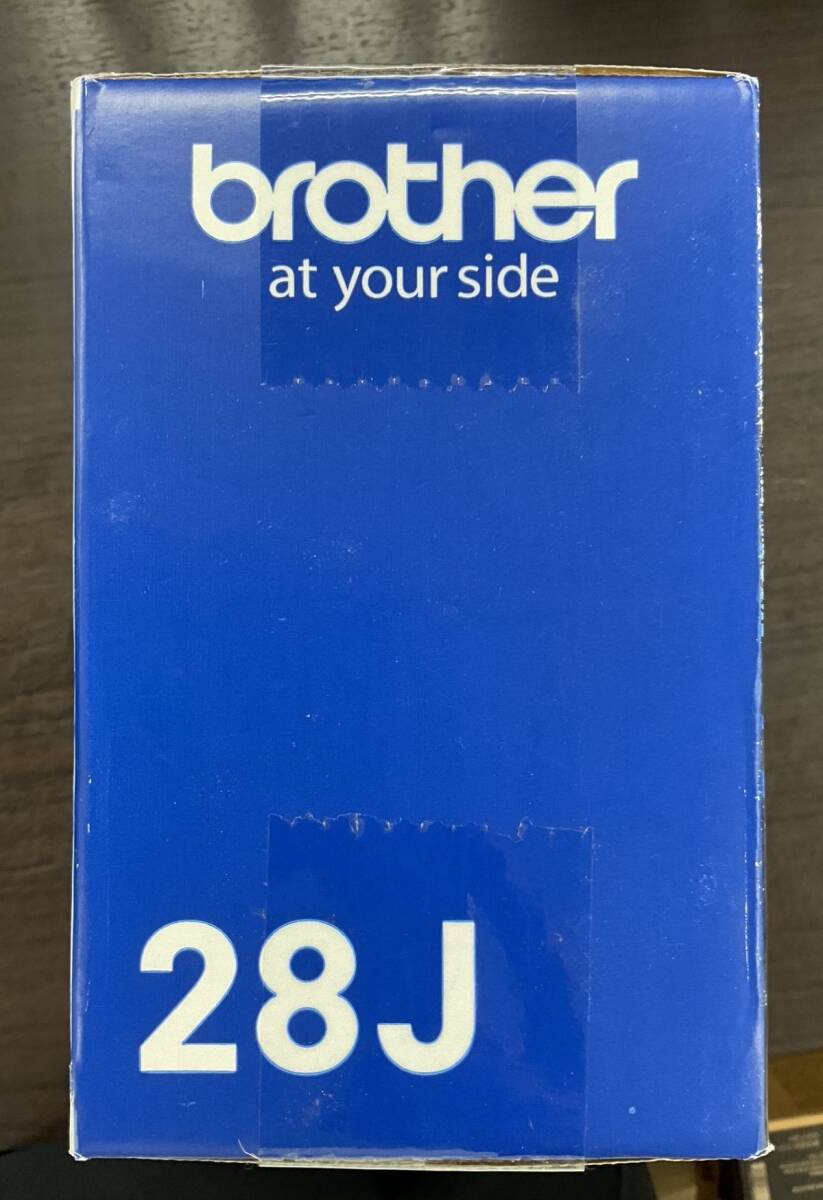 brother
at your side
28J